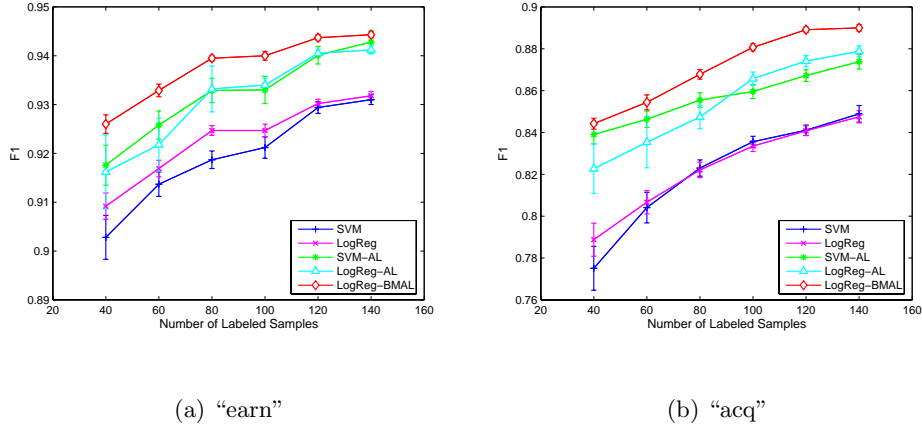 0.95
0.94
0.93
0.92
0.91
0.9
0.89
F1
20 40 60 80 100 120 140 160
Number of Labeled Samples
SVM
LogReg
SVM−AL
LogReg−AL
LogReg−BMAL
(a) “earn”
0.9
0.88
0.86
0.84
0.82
0.8
0.78
0.76
F1
20 40 60 80 100 120 140 160
Number of Labeled Samples
SVM
LogReg
SVM−AL
LogReg−AL
LogReg−BMAL
(b) “acq”